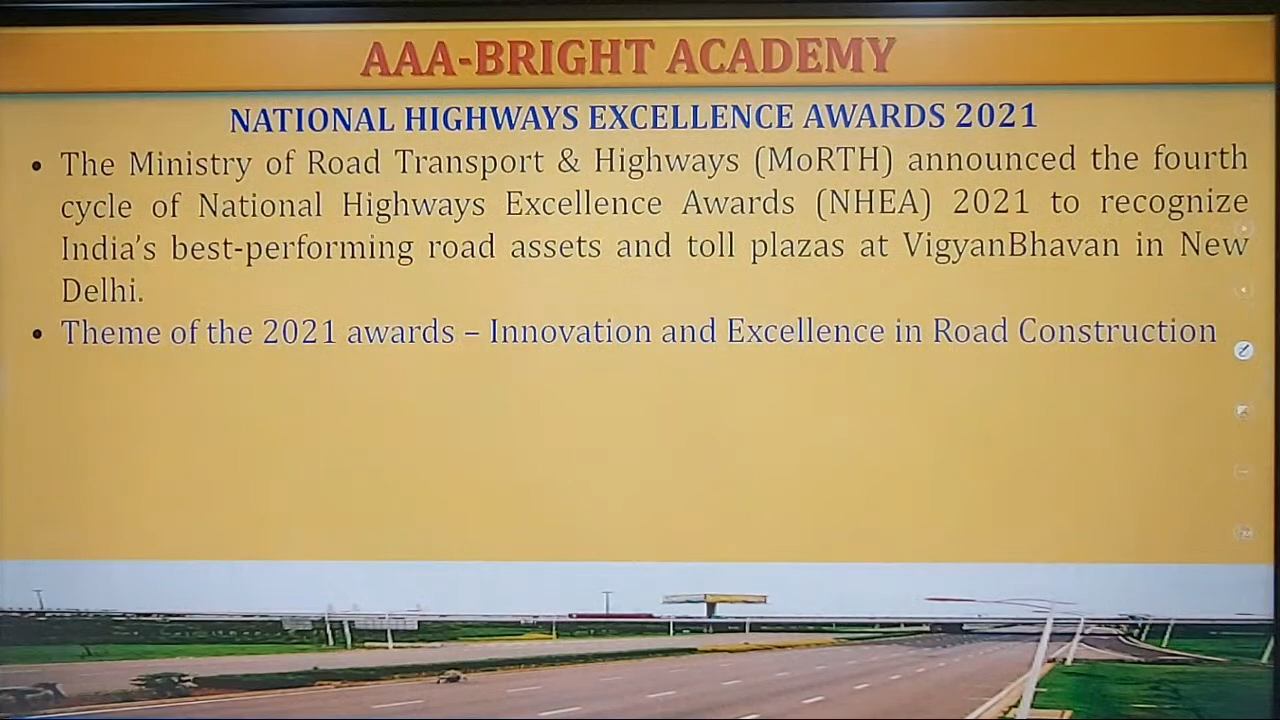 AAA-BRIGHT ACADEMY
NATIONAL HIGHWAYS EXCELLENCE AWARDS 2021
• The Ministry of Road Transport & Highways (MoRTH) announced the fourth
cycle of National Highways Excellence Awards (NHEA) 2021 to recognize
India's best-performing road assets and toll plazas at VigyanBhavan in New
Delhi.
• Theme of the 2021 awards – Innovation and Excellence in Road Construction